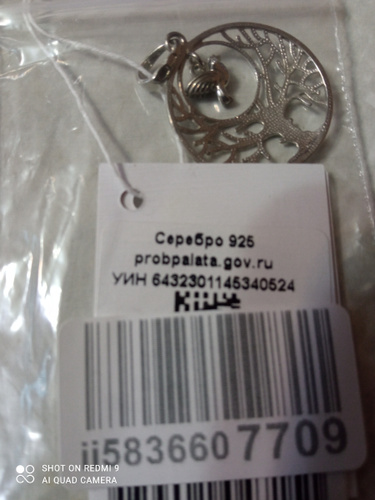 Серебро 925
probpalata.gov.ru
УИН 6432301145340524
ii5836607709
SHOT ON REDMI 9
AI QUAD CAMERA